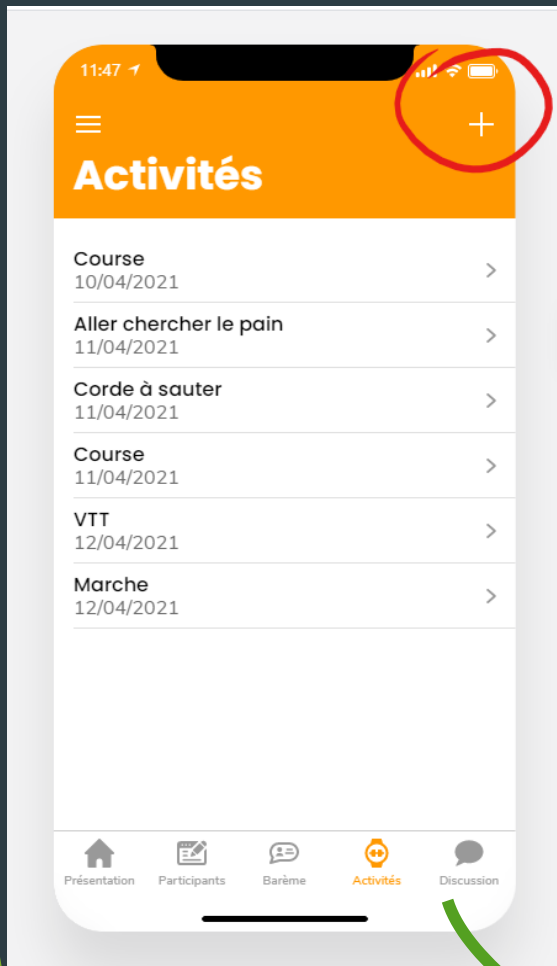 11:47
Activités
Course
10/04/2021
Aller chercher le pain
11/04/2021
Corde à sauter
11/04/2021
Course
11/04/2021
VTT
12/04/2021
Marche
12/04/2021
Présentation Participants Barème Activités Discussion